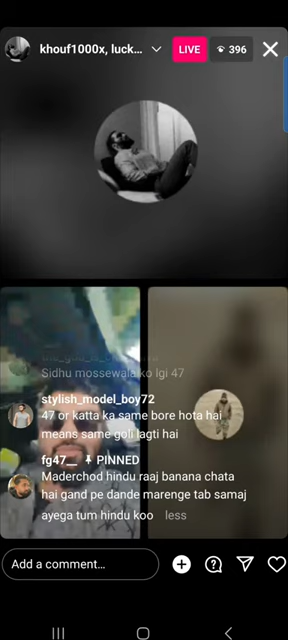 khouf1000x, luck...
LIVE
396
Sidhu mossewala ko lgi 47
stylish_model_boy72
47 or katta ka same bore hota hai
means same goli lagti hai
fg47__ PINNED
Maderchod hindu raaj banana chata
hai gand pe dande marenge tab samaj
ayega tum hindu koo less
Add a comment...